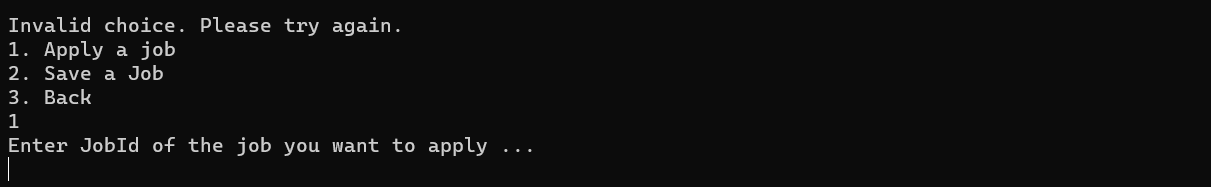 Invalid choice. Please try again.
1. Apply a job
2. Save a Job
3. Back
1
Enter JobId of the job you want to apply ...